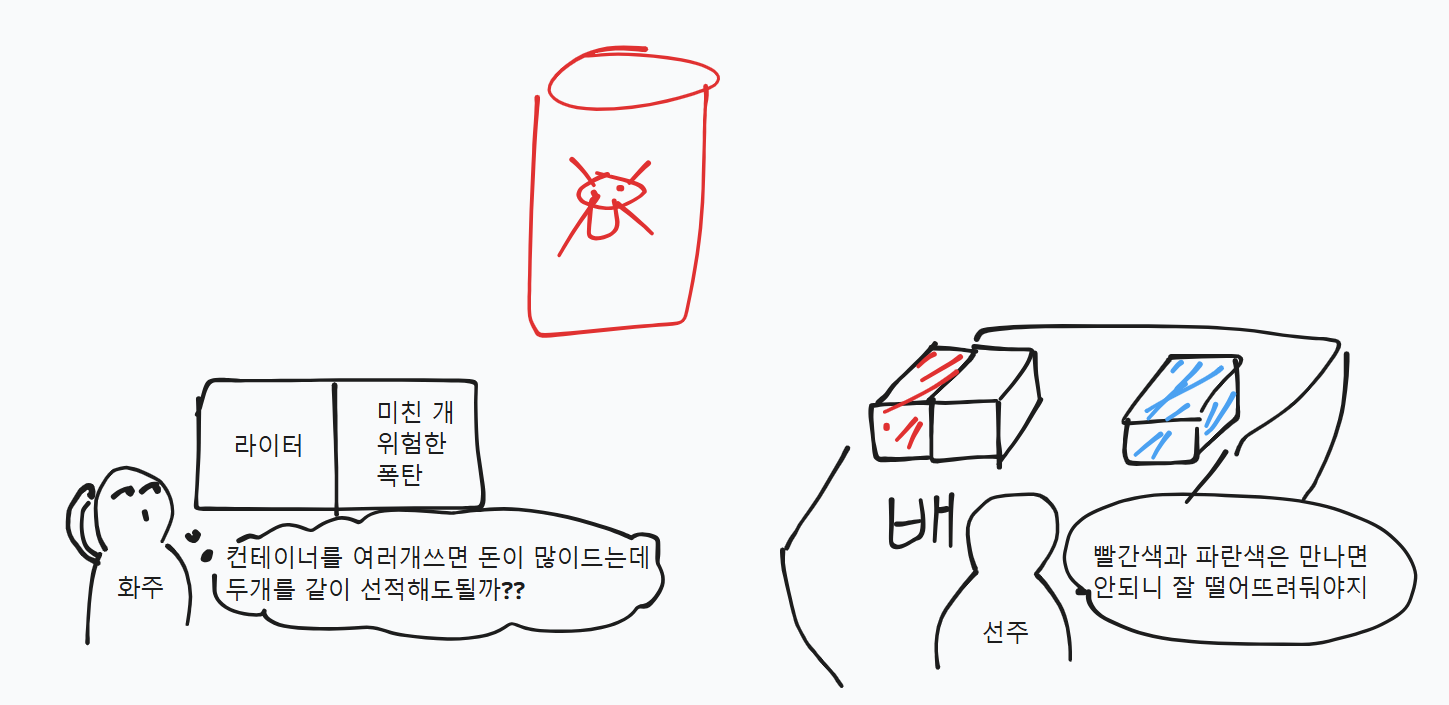 라이터
미친 개
위험한
폭탄
화주
컨테이너를 여러개쓰면 돈이 많이드는데
두개를 같이 선적해도될까??
배
선주
빨간색과 파란색은 만나면
안되니 잘 떨어뜨려둬야지